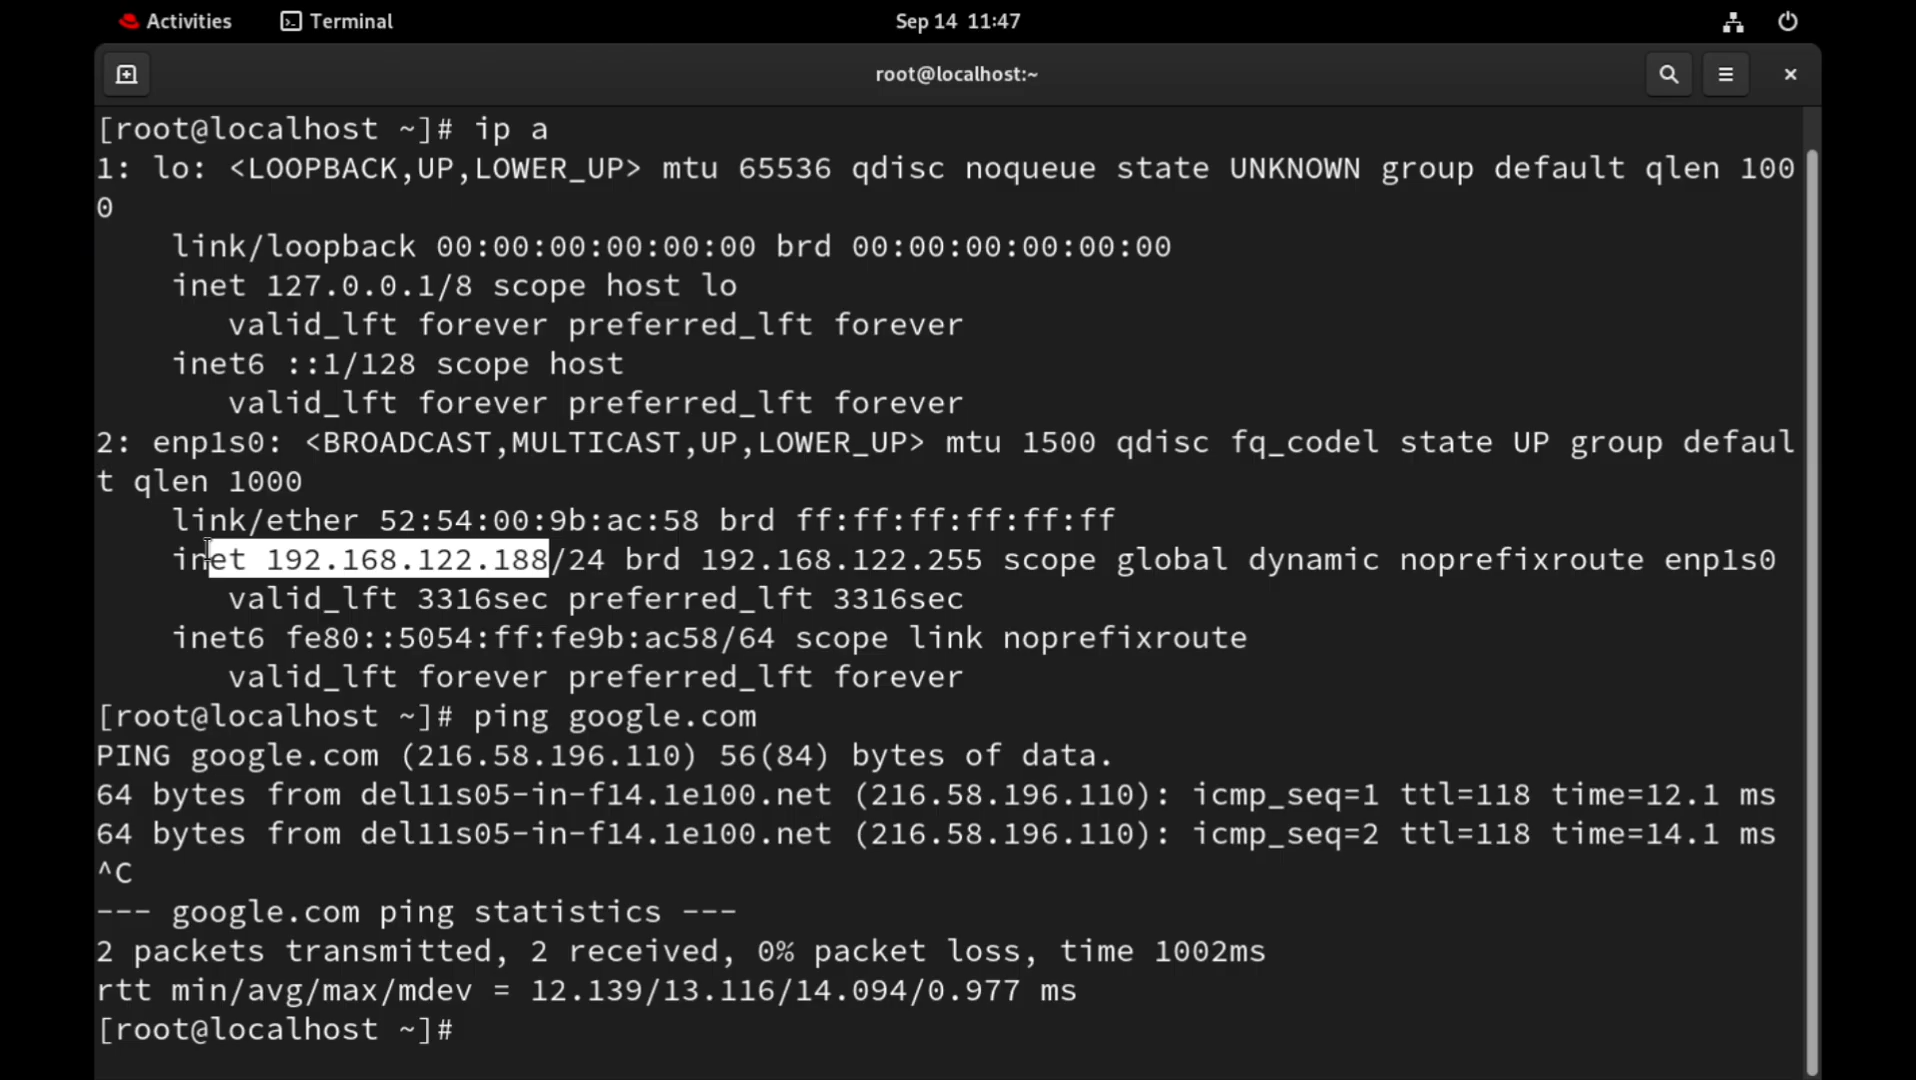 Activities Terminal Sep 14 11:47
root@localhost:~
[root@localhost ~]# ip a
1: lo: <LOOPBACK,UP,LOWER_UP> mtu 65536 qdisc noqueue state UNKNOWN group default qlen 100
0
link/loopback 00:00:00:00:00:00 brd 00:00:00:00:00:00
inet 127.0.0.1/8 scope host lo
valid_lft forever preferred_lft forever
inet6 ::1/128 scope host
valid_lft forever preferred_lft forever
2: enp1s0: <BROADCAST,MULTICAST,UP,LOWER_UP> mtu 1500 qdisc fq_codel state UP group defaul
t qlen 1000
link/ether 52:54:00:9b:ac:58 brd ff:ff:ff:ff:ff:ff
inet 192.168.122.188/24 brd 192.168.122.255 scope global dynamic noprefixroute enp1s0
valid_lft 3316sec preferred_lft 3316sec
inet6 fe80::5054:ff:fe9b:ac58/64 scope link noprefixroute
valid_lft forever preferred_lft forever
[root@localhost ~]# ping google.com
PING google.com (216.58.196.110) 56(84) bytes of data.
64 bytes from del11s05-in-f14.1e100.net (216.58.196.110): icmp_seq=1 ttl=118 time=12.1 ms
64 bytes from del11s05-in-f14.1e100.net (216.58.196.110): icmp_seq=2 ttl=118 time=14.1 ms
^C
--- google.com ping statistics ---
2 packets transmitted, 2 received, 0% packet loss, time 1002ms
rtt min/avg/max/mdev = 12.139/13.116/14.094/0.977 ms
[root@localhost ~]#